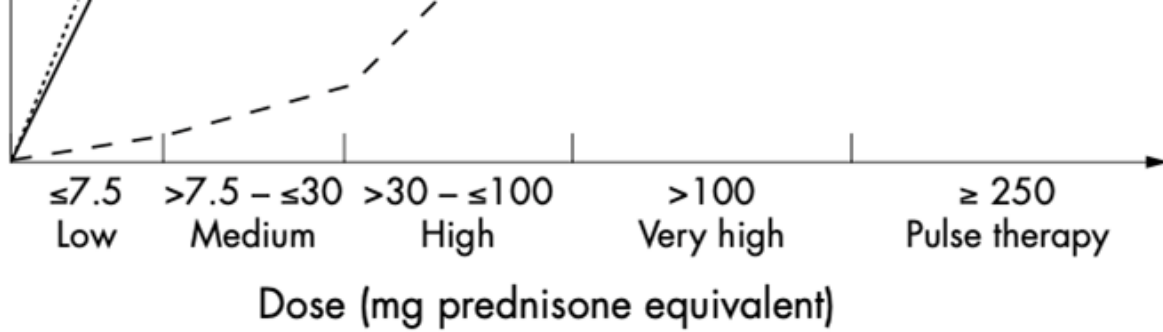 ≤7.5 >7.5 – ≤30 >30 – ≤100 >100 ≥ 250
Low Medium High Very high Pulse therapy
Dose (mg prednisone equivalent)